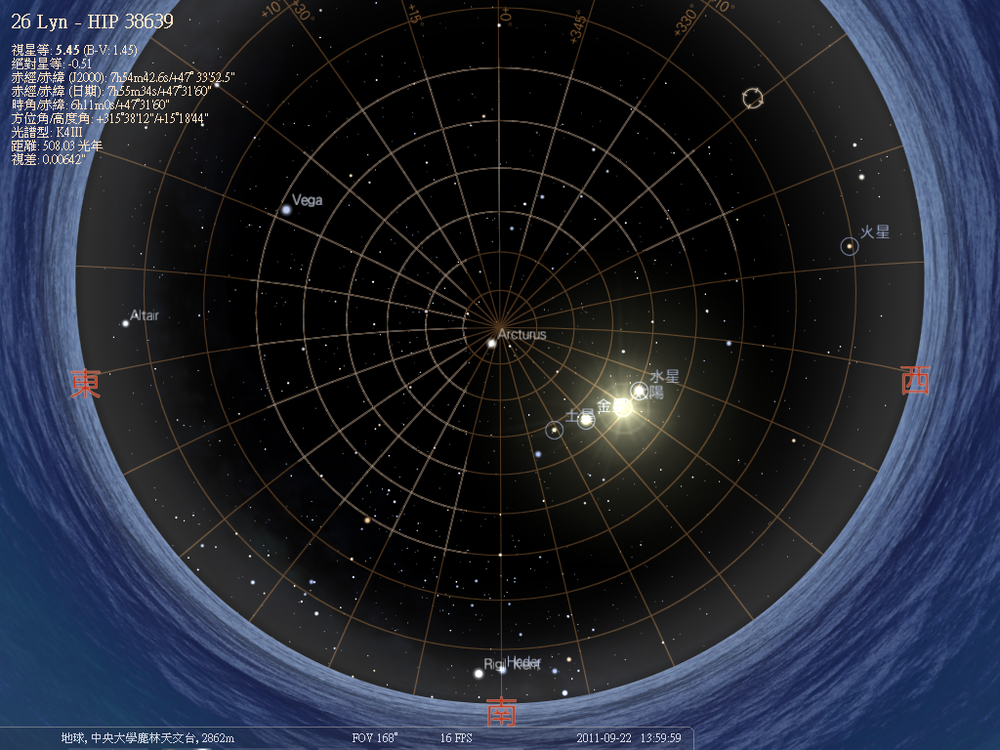 26 Lyn - HIP 38639
視星等: 5.45 (B-V: 1.45)
絕對星等: -0.51
赤經/赤緯 (J2000): 7h54m42.6s/+47°33'52.5"
赤經/赤緯 (日期): 7h55m34s/+47°31'60"
時角/赤緯: 6h11m0s/+47°31'60"
方位角/高度角: +315°38'12"/+15°18'44"
光譜型: K4III
距離: 508.03 光年
視差: 0.00642"
+10°
+30°
+15°
+0°
+345°
+330°
+10°
Vega
火星
Altair
Arcturus
東
西
水星
太陽
金星
土星
Rigil Kent
Hadar
南
地球, 中央大學鹿林天文台, 2862m
FOV 168°
16 FPS
2011-09-22 13:59:59